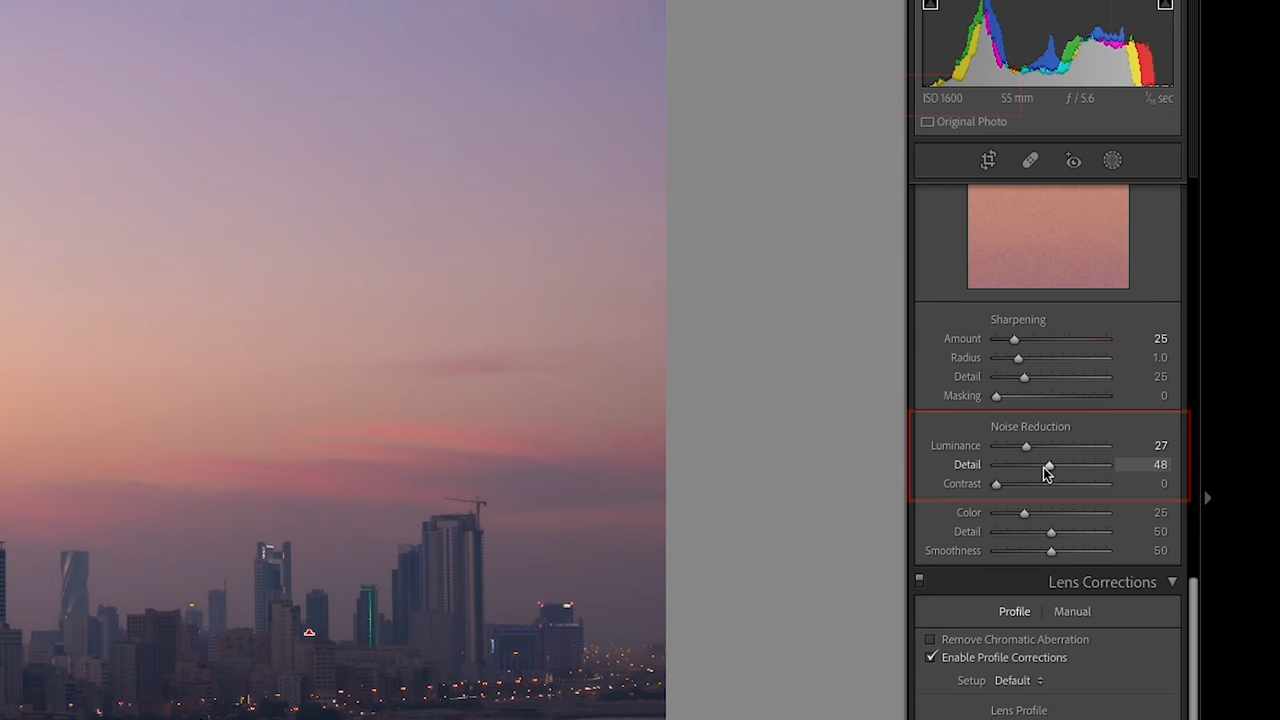 ISO 1600 55 mm ƒ / 5.6 sec
Original Photo
Sharpening
Amount 25
Radius 1.0
Detail 25
Masking 0
Noise Reduction
Luminance 27
Detail 48
Contrast 0
Color 25
Detail 50
Smoothness 50
Lens Corrections
Profile | Manual
Remove Chromatic Aberration
Enable Profile Corrections
Setup Default
Lens Profile